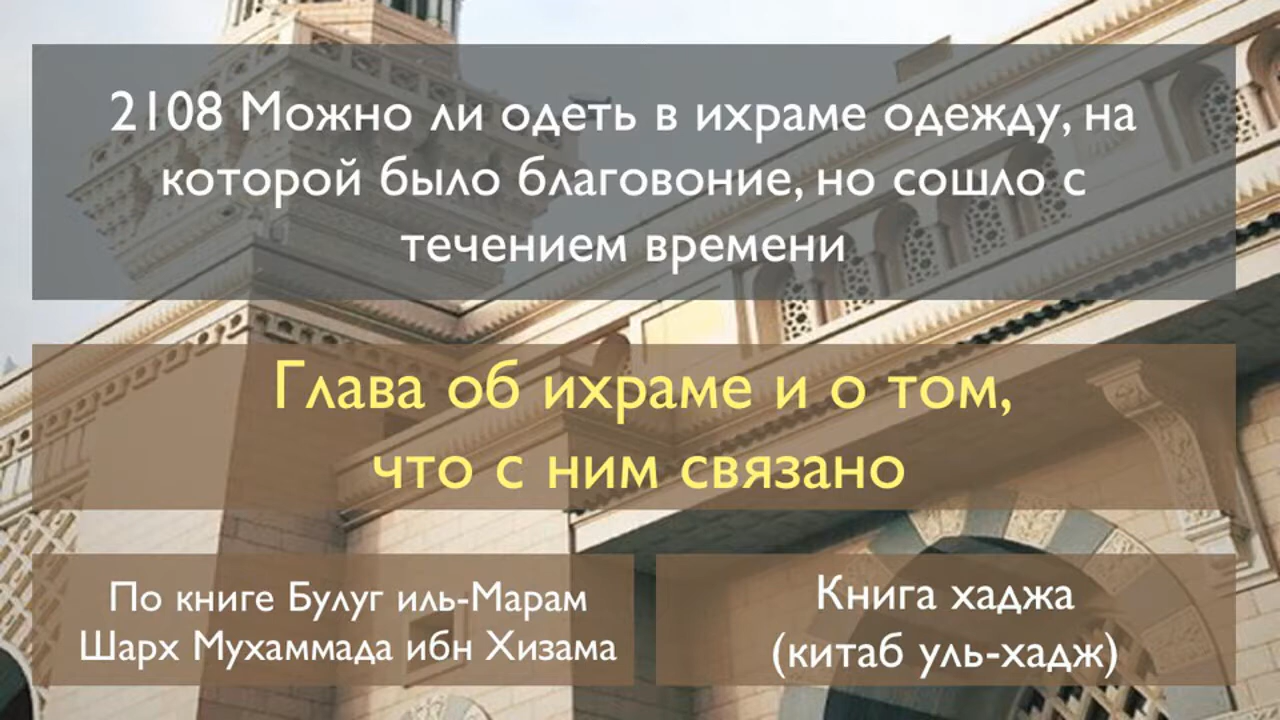 2108 Можно ли одеть в ихраме одежду, на
которой было благовоние, но сошло с
течением времени
Глава об ихраме и о том,
что с ним связано
По книге Булуг иль-Марам
Шарх Мухаммада ибн Хизама
Книга хаджа
(китаб уль-хадж)